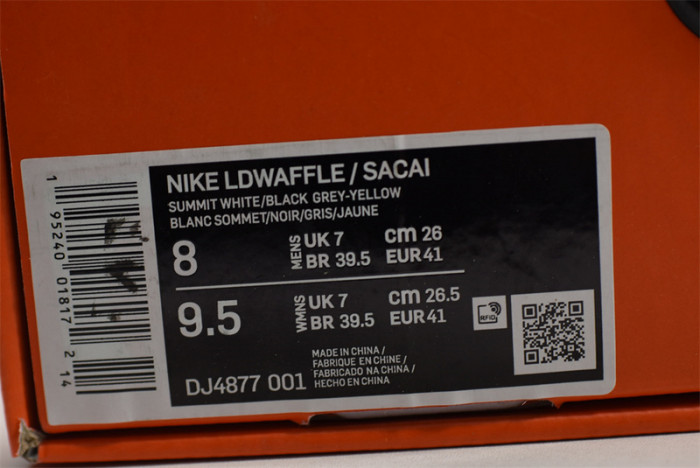 NIKE LDWAFFLE / SACAI
SUMMIT WHITE/BLACK GREY-YELLOW
BLANC SOMMET/NOIR/GRIS/JAUNE
8 MENS UK 7 cm 26
BR 39.5 EUR 41
9.5 WMNS UK 7 cm 26.5
BR 39.5 EUR 41
RFID
MADE IN CHINA /
FABRIQUE EN CHINE /
FABRICADO NA CHINA /
HECHO EN CHINA
DJ4877 001
1 95240 01817 2 14